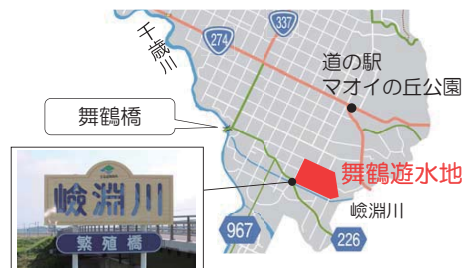 千歳川
337
274
道の駅
マオイの丘公園
舞鶴橋
舞鶴遊水地
嶮淵川
嶮淵川
繁殖橋
967
226